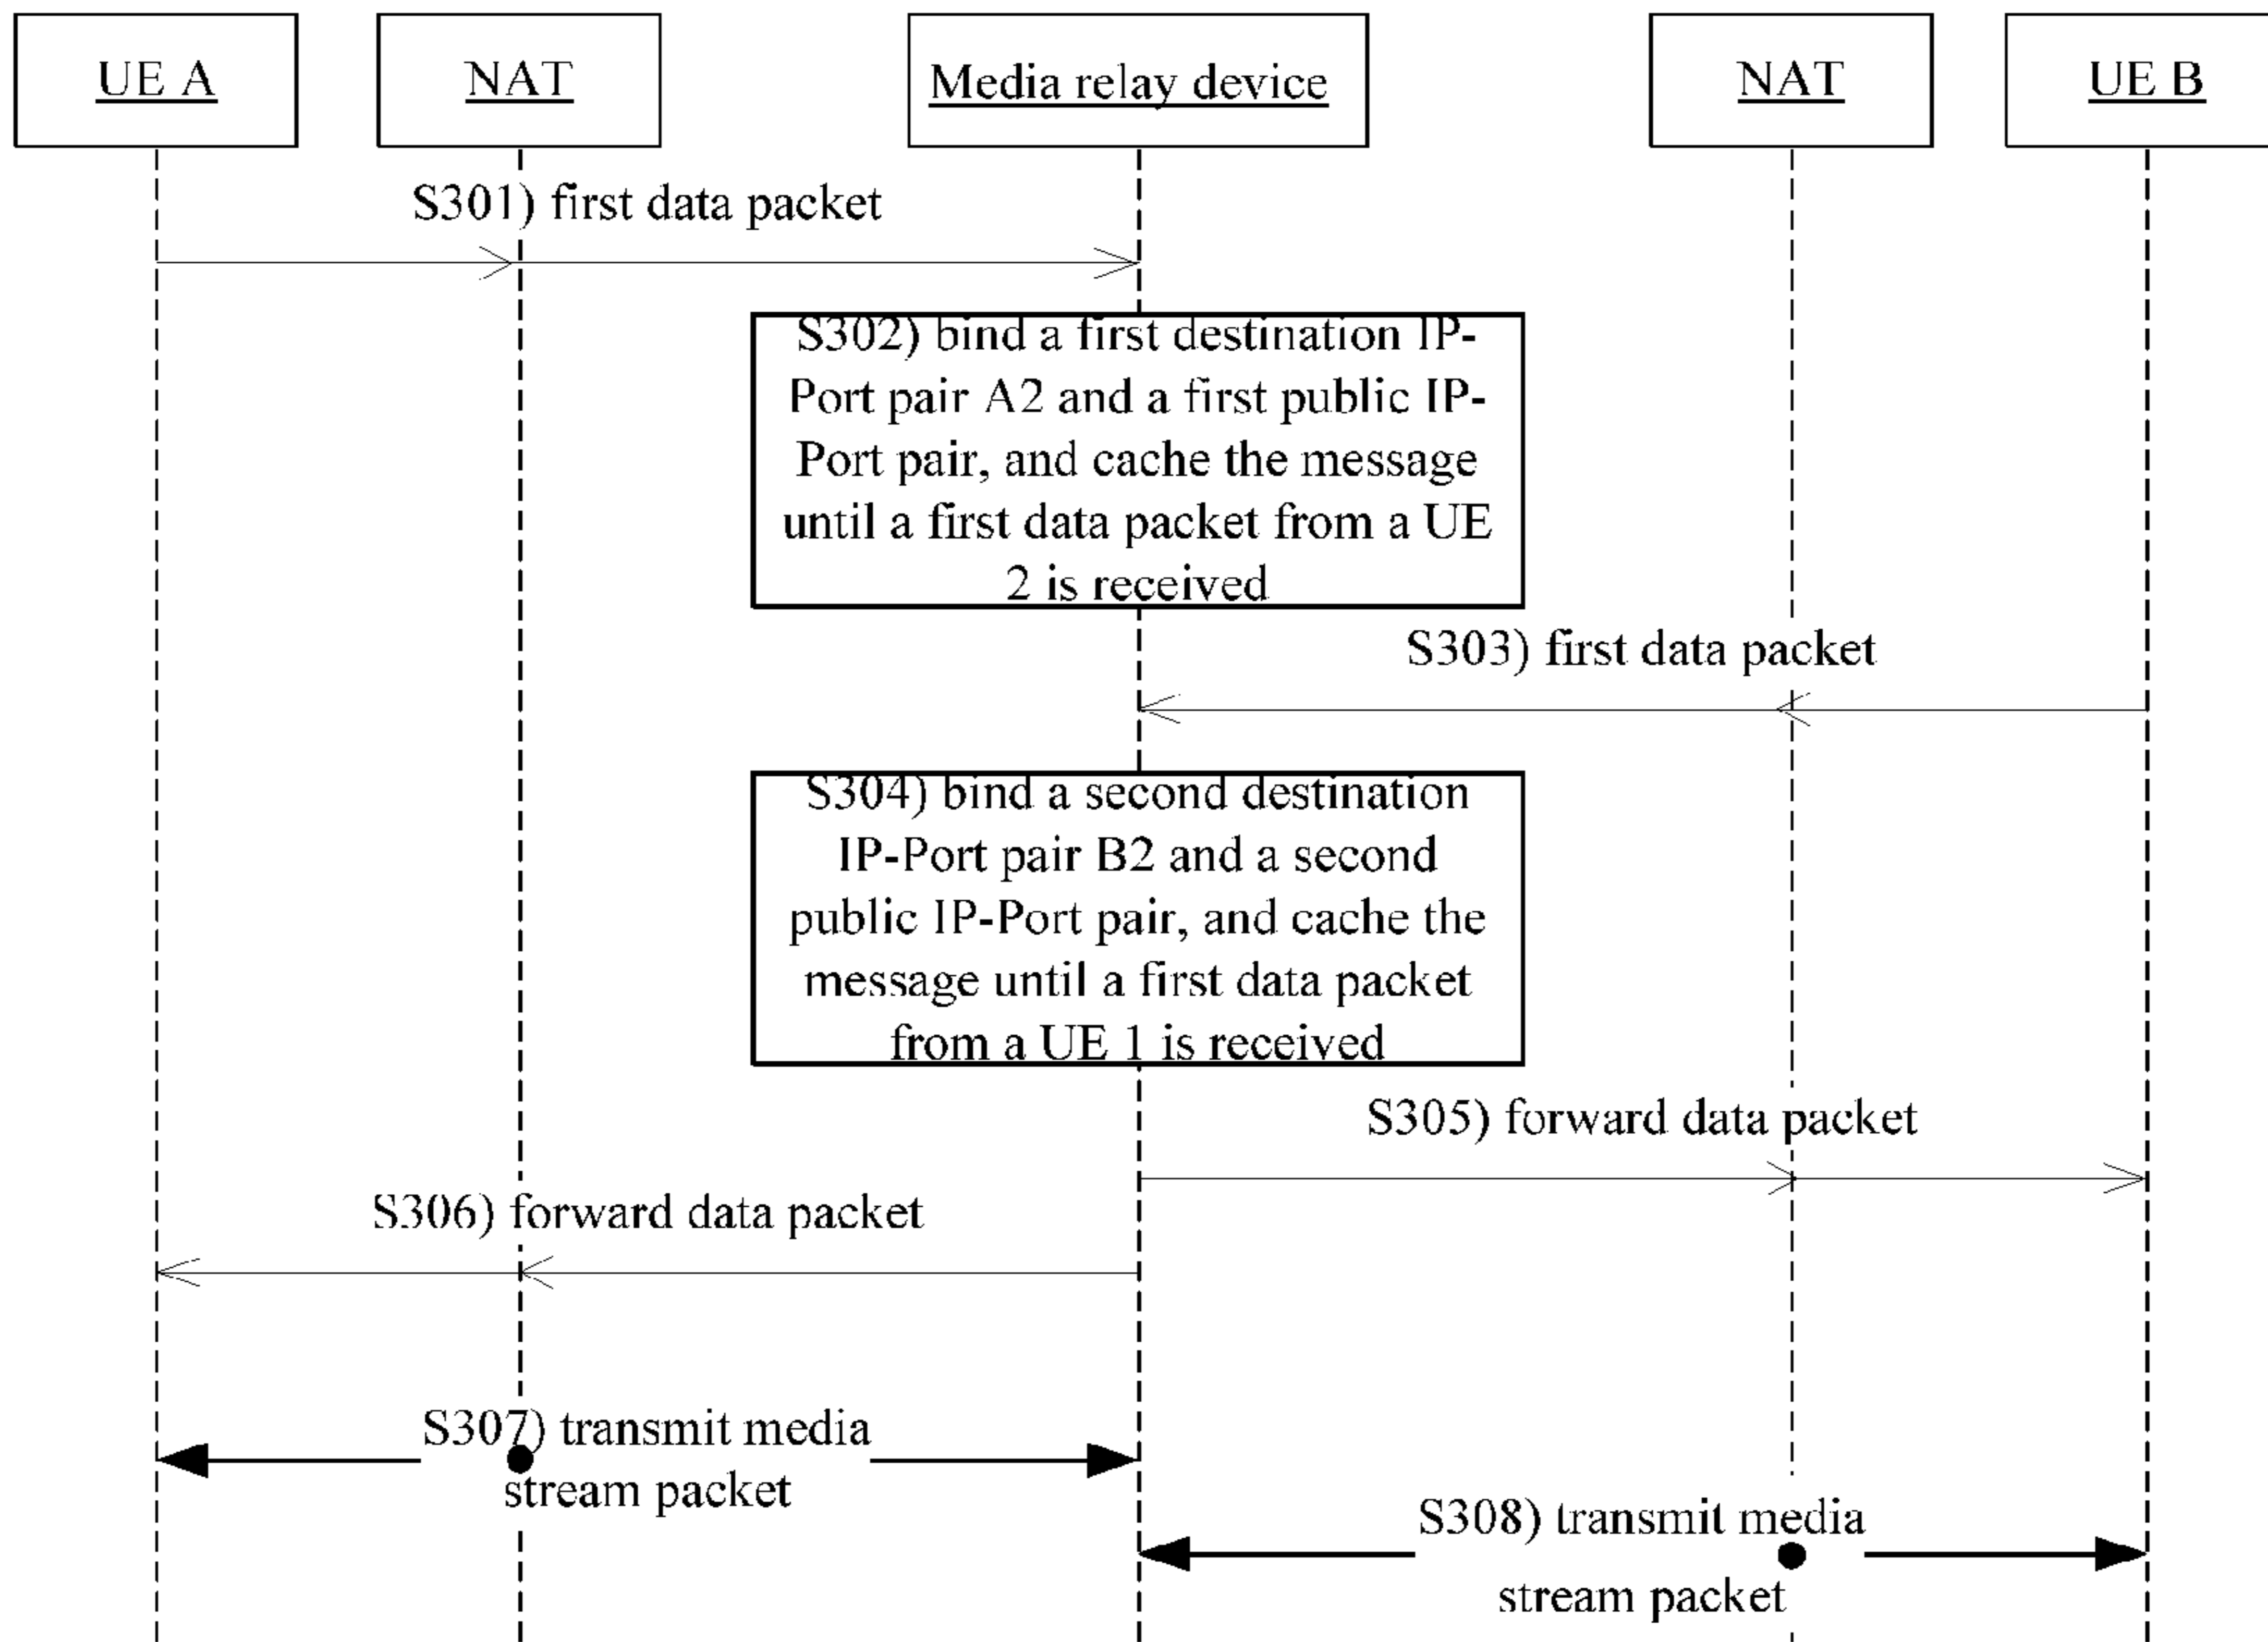 UE A
NAT
Media relay device
NAT
UE B
S301) first data packet
S302) bind a first destination IP-
Port pair A2 and a first public IP-
Port pair, and cache the message
until a first data packet from a UE
2 is received
S303) first data packet
S304) bind a second destination
IP-Port pair B2 and a second
public IP-Port pair, and cache the
message until a first data packet
from a UE 1 is received
S305) forward data packet
S306) forward data packet
S307) transmit media
stream packet
S308) transmit media
stream packet